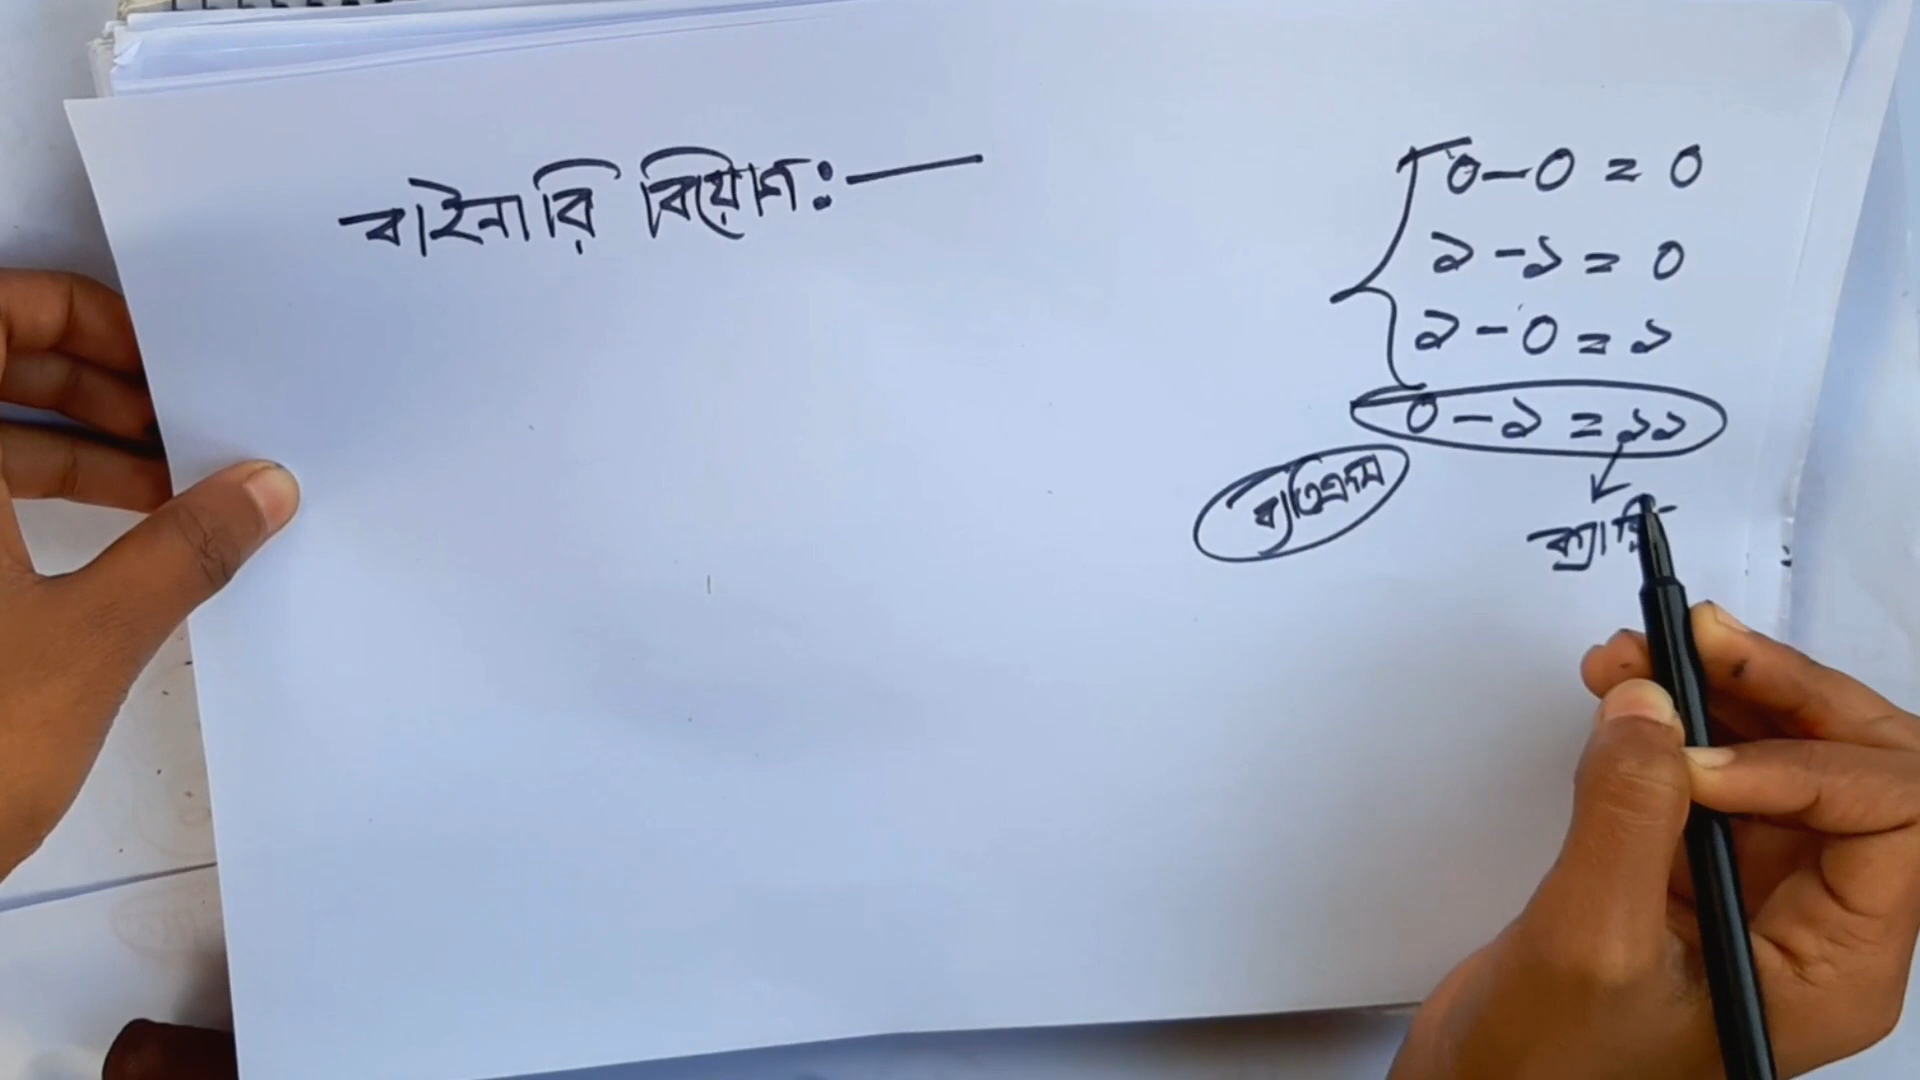 বাইনারি বিয়োগ:—
০-০=০
১-১=০
১-০=১
০-১=১১
ব্যতিক্রম
ক্যারি